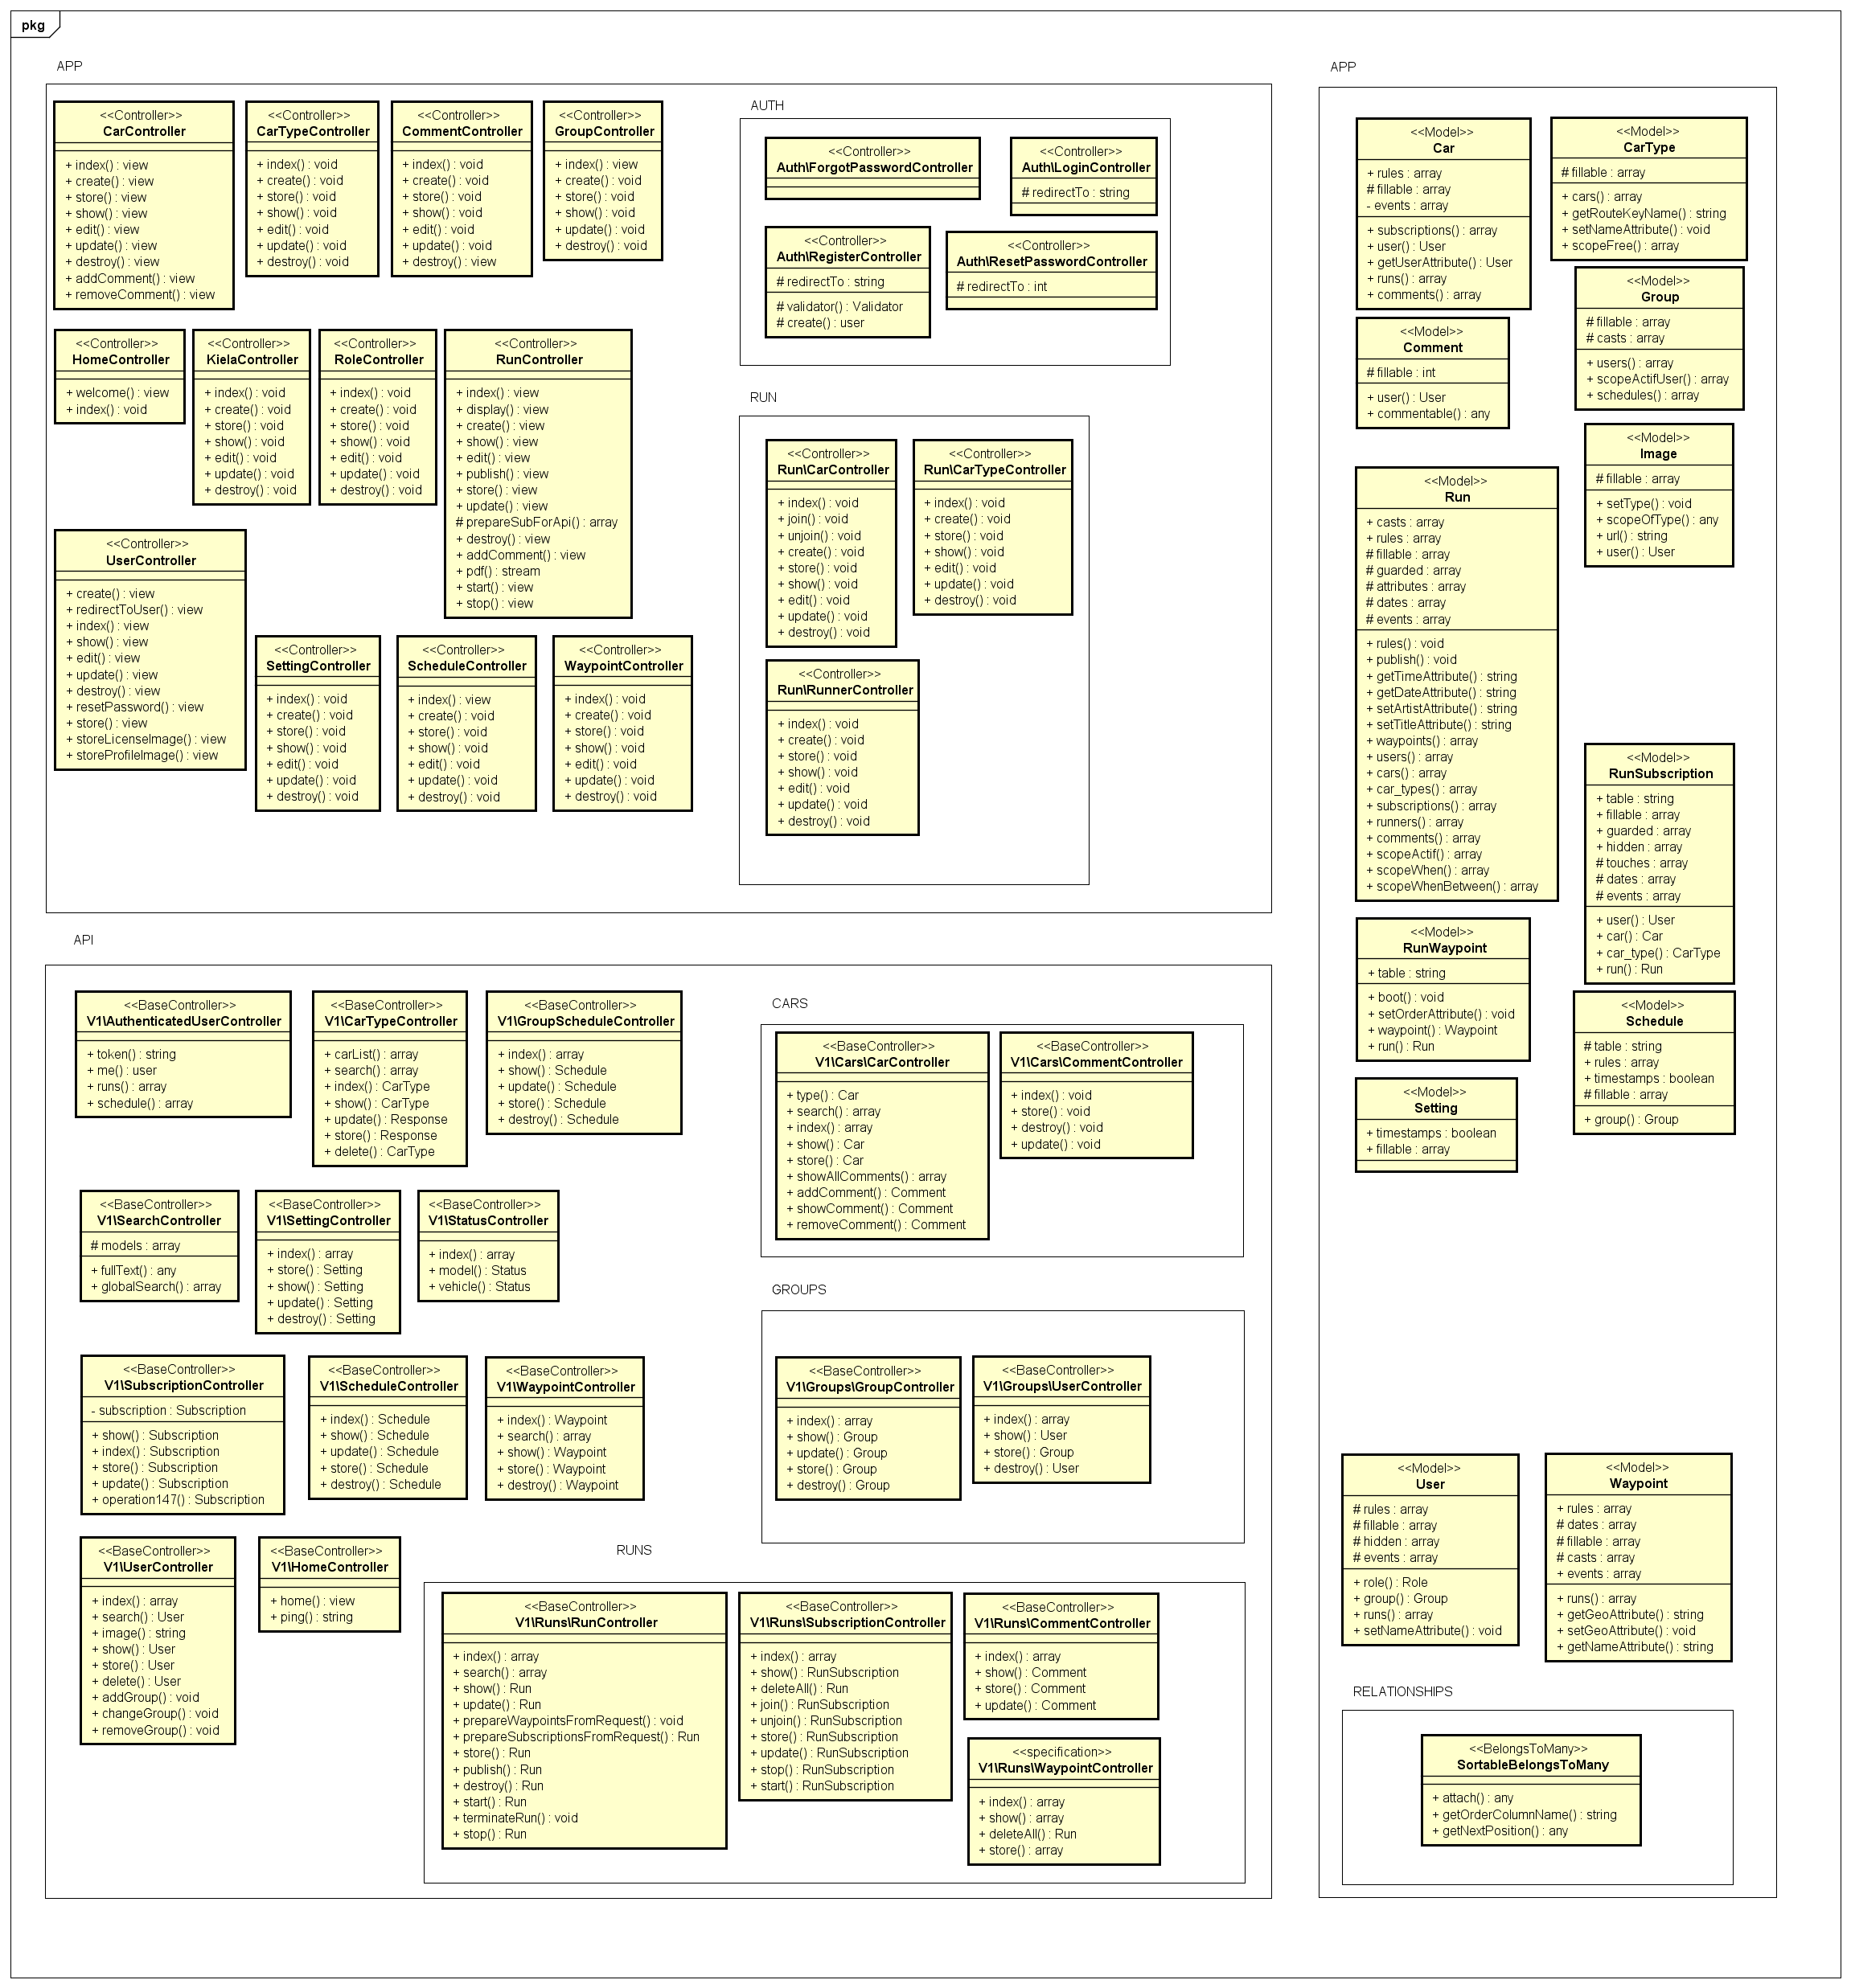 pkg
APP
<<Controller>>
CarController
+ index() : view
+ create() : view
+ store() : view
+ show() : view
+ edit() : view
+ update() : view
+ destroy() : view
+ addComment() : view
+ removeComment() : view
<<Controller>>
CarTypeController
+ index() : void
+ create() : void
+ store() : void
+ show() : void
+ edit() : void
+ update() : void
+ destroy() : void
<<Controller>>
CommentController
+ index() : void
+ create() : void
+ store() : void
+ show() : void
+ edit() : void
+ update() : void
+ destroy() : view
<<Controller>>
GroupController
+ index() : view
+ create() : void
+ store() : void
+ show() : void
+ update() : void
+ destroy() : void
<<Controller>>
HomeController
+ welcome() : view
+ index() : void
<<Controller>>
KielaController
+ index() : void
+ create() : void
+ store() : void
+ show() : void
+ edit() : void
+ update() : void
+ destroy() : void
<<Controller>>
RoleController
+ index() : void
+ create() : void
+ store() : void
+ show() : void
+ edit() : void
+ update() : void
+ destroy() : void
<<Controller>>
RunController
+ index() : view
+ display() : view
+ create() : view
+ show() : view
+ edit() : view
+ publish() : view
+ store() : view
+ update() : view
# prepareSubForApi() : array
+ destroy() : view
+ addComment() : view
+ pdf() : stream
+ start() : view
+ stop() : view
<<Controller>>
UserController
+ create() : view
+ redirectToUser() : view
+ index() : view
+ show() : view
+ edit() : view
+ update() : view
+ destroy() : view
+ resetPassword() : view
+ store() : view
+ storeLicenseImage() : view
+ storeProfileImage() : view
<<Controller>>
SettingController
+ index() : void
+ create() : void
+ store() : void
+ show() : void
+ edit() : void
+ update() : void
+ destroy() : void
<<Controller>>
ScheduleController
+ index() : view
+ create() : void
+ store() : void
+ show() : void
+ edit() : void
+ update() : void
+ destroy() : void
<<Controller>>
WaypointController
+ index() : void
+ create() : void
+ store() : void
+ show() : void
+ edit() : void
+ update() : void
+ destroy() : void
AUTH
<<Controller>>
Auth\ForgotPasswordController
<<Controller>>
Auth\LoginController
# redirectTo : string
<<Controller>>
Auth\RegisterController
# redirectTo : string
# validator() : Validator
# create() : user
<<Controller>>
Auth\ResetPasswordController
# redirectTo : int
RUN
<<Controller>>
Run\CarController
+ index() : void
+ join() : void
+ unjoin() : void
+ create() : void
+ store() : void
+ show() : void
+ edit() : void
+ update() : void
+ destroy() : void
<<Controller>>
Run\CarTypeController
+ index() : void
+ create() : void
+ store() : void
+ show() : void
+ edit() : void
+ update() : void
+ destroy() : void
<<Controller>>
Run\RunnerController
+ index() : void
+ create() : void
+ store() : void
+ show() : void
+ edit() : void
+ update() : void
+ destroy() : void
API
<<BaseController>>
V1\AuthenticatedUserController
+ token() : string
+ me() : user
+ runs() : array
+ schedule() : array
<<BaseController>>
V1\CarTypeController
+ carList() : array
+ search() : array
+ index() : CarType
+ show() : CarType
+ update() : Response
+ store() : Response
+ delete() : CarType
<<BaseController>>
V1\GroupScheduleController
+ index() : array
+ show() : Schedule
+ update() : Schedule
+ store() : Schedule
+ destroy() : Schedule
<<BaseController>>
V1\SearchController
# models : array
+ fullText() : any
+ globalSearch() : array
<<BaseController>>
V1\SettingController
+ index() : array
+ store() : Setting
+ show() : Setting
+ update() : Setting
+ destroy() : Setting
<<BaseController>>
V1\StatusController
+ index() : array
+ model() : Status
+ vehicle() : Status
<<BaseController>>
V1\SubscriptionController
- subscription : Subscription
+ show() : Subscription
+ index() : Subscription
+ store() : Subscription
+ update() : Subscription
+ operation147() : Subscription
<<BaseController>>
V1\ScheduleController
+ index() : Schedule
+ show() : Schedule
+ update() : Schedule
+ store() : Schedule
+ destroy() : Schedule
<<BaseController>>
V1\WaypointController
+ index() : Waypoint
+ search() : array
+ show() : Waypoint
+ store() : Waypoint
+ destroy() : Waypoint
<<BaseController>>
V1\UserController
+ index() : array
+ search() : User
+ image() : string
+ show() : User
+ store() : User
+ delete() : User
+ addGroup() : void
+ changeGroup() : void
+ removeGroup() : void
<<BaseController>>
V1\HomeController
+ home() : view
+ ping() : string
CARS
<<BaseController>>
V1\Cars\CarController
+ type() : Car
+ search() : array
+ index() : array
+ show() : Car
+ store() : Car
+ showAllComments() : array
+ addComment() : Comment
+ showComment() : Comment
+ removeComment() : Comment
<<BaseController>>
V1\Cars\CommentController
+ index() : void
+ store() : void
+ destroy() : void
+ update() : void
GROUPS
<<BaseController>>
V1\Groups\GroupController
+ index() : array
+ show() : Group
+ update() : Group
+ store() : Group
+ destroy() : Group
<<BaseController>>
V1\Groups\UserController
+ index() : array
+ show() : User
+ store() : Group
+ destroy() : User
RUNS
<<BaseController>>
V1\Runs\RunController
+ index() : array
+ search() : array
+ show() : Run
+ update() : Run
+ prepareWaypointsFromRequest() : void
+ prepareSubscriptionsFromRequest() : Run
+ store() : Run
+ publish() : Run
+ destroy() : Run
+ start() : Run
+ terminateRun() : void
+ stop() : Run
<<BaseController>>
V1\Runs\SubscriptionController
+ index() : array
+ show() : RunSubscription
+ deleteAll() : Run
+ join() : RunSubscription
+ unjoin() : RunSubscription
+ store() : RunSubscription
+ update() : RunSubscription
+ stop() : RunSubscription
+ start() : RunSubscription
<<BaseController>>
V1\Runs\CommentController
+ index() : array
+ show() : Comment
+ store() : Comment
+ update() : Comment
<<specification>>
V1\Runs\WaypointController
+ index() : array
+ show() : array
+ deleteAll() : Run
+ store() : array
APP
<<Model>>
Car
+ rules : array
# fillable : array
- events : array
+ subscriptions() : array
+ user() : User
+ getUserAttribute() : User
+ runs() : array
+ comments() : array
<<Model>>
CarType
# fillable : array
+ cars() : array
+ getRouteKeyName() : string
+ setNameAttribute() : void
+ scopeFree() : array
<<Model>>
Group
# fillable : array
# casts : array
+ users() : array
+ scopeActifUser() : array
+ schedules() : array
<<Model>>
Comment
# fillable : int
+ user() : User
+ commentable() : any
<<Model>>
Image
# fillable : array
+ setType() : void
+ scopeOfType() : any
+ url() : string
+ user() : User
<<Model>>
Run
+ casts : array
+ rules : array
# fillable : array
# guarded : array
# attributes : array
# dates : array
# events : array
+ rules() : void
+ publish() : void
+ getTimeAttribute() : string
+ getDateAttribute() : string
+ setArtistAttribute() : string
+ setTitleAttribute() : string
+ waypoints() : array
+ users() : array
+ cars() : array
+ car_types() : array
+ subscriptions() : array
+ runners() : array
+ comments() : array
+ scopeActif() : array
+ scopeWhen() : array
+ scopeWhenBetween() : array
<<Model>>
RunSubscription
+ table : string
+ fillable : array
+ guarded : array
+ hidden : array
# touches : array
# dates : array
# events : array
+ user() : User
+ car() : Car
+ car_type() : CarType
+ run() : Run
<<Model>>
RunWaypoint
+ table : string
+ boot() : void
+ setOrderAttribute() : void
+ waypoint() : Waypoint
+ run() : Run
<<Model>>
Schedule
# table : string
+ rules : array
+ timestamps : boolean
# fillable : array
+ group() : Group
<<Model>>
Setting
+ timestamps : boolean
+ fillable : array
<<Model>>
User
# rules : array
# fillable : array
# hidden : array
# events : array
+ role() : Role
+ group() : Group
+ runs() : array
+ setNameAttribute() : void
<<Model>>
Waypoint
+ rules : array
# dates : array
# fillable : array
# casts : array
+ events : array
+ runs() : array
+ getGeoAttribute() : string
+ setGeoAttribute() : void
+ getNameAttribute() : string
RELATIONSHIPS
<<BelongsToMany>>
SortableBelongsToMany
+ attach() : any
+ getOrderColumnName() : string
+ getNextPosition() : any